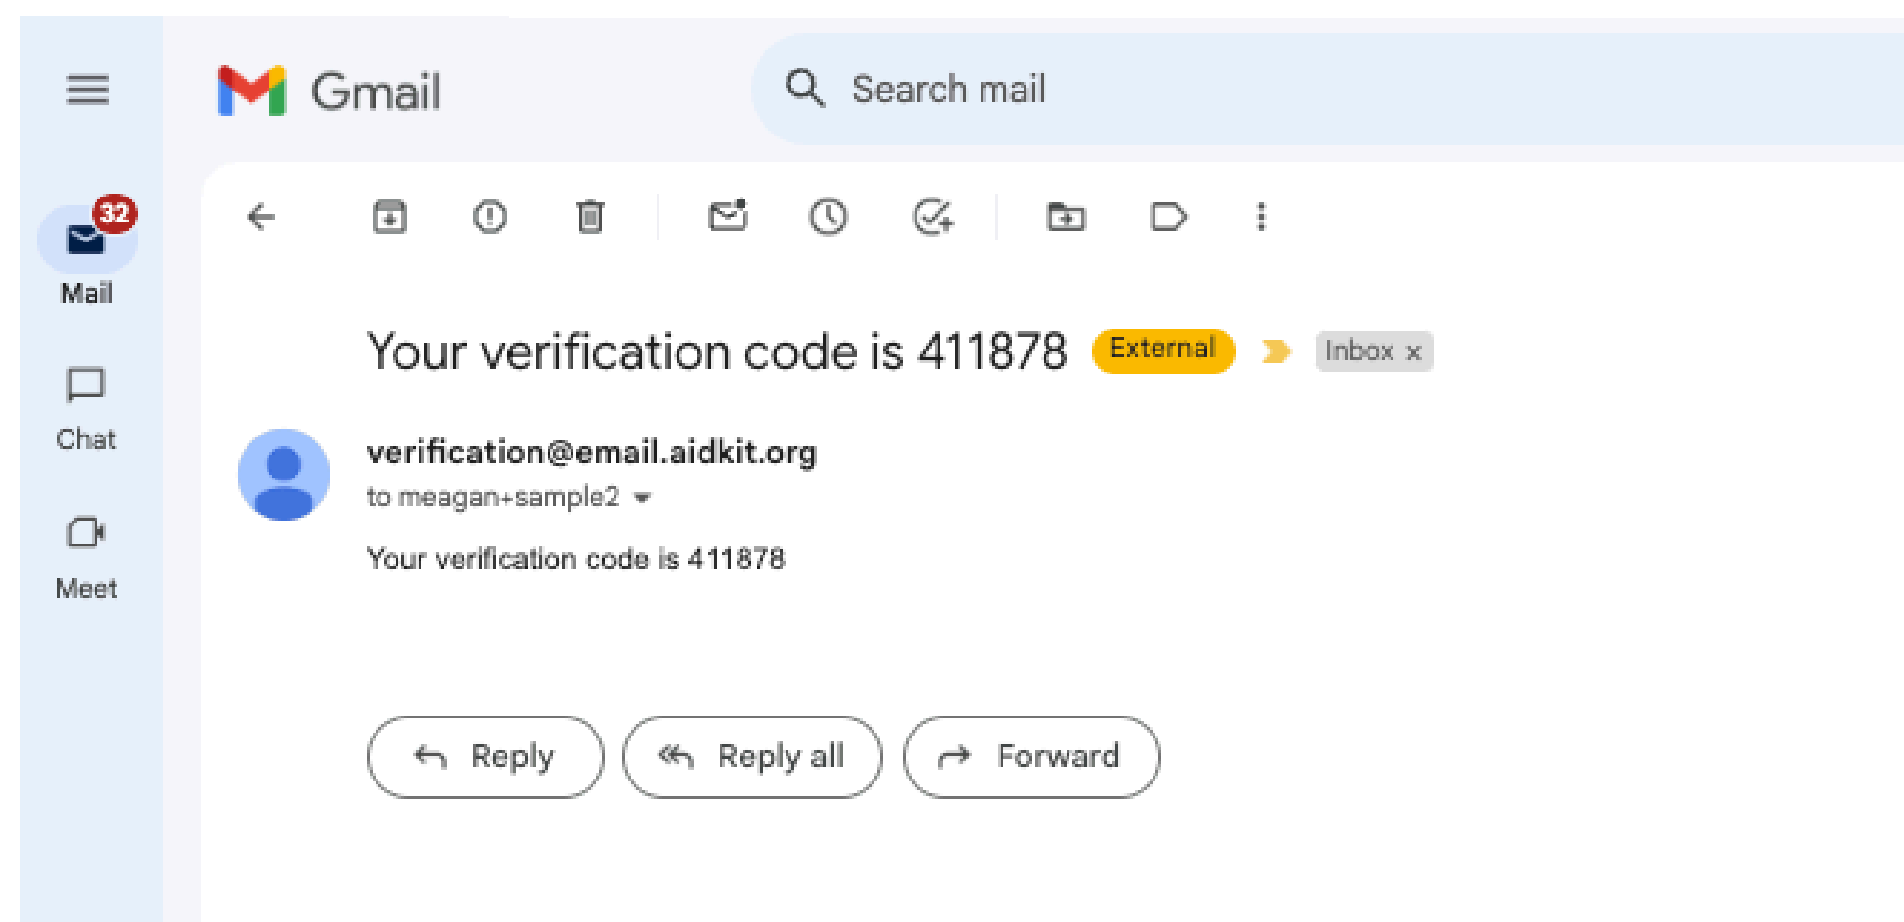 Gmail
Search mail
32
Mail
Chat
Meet
Your verification code is 411878 External Inbox x
verification@email.aidkit.org
to meagan+sample2
Your verification code is 411878
Reply Reply all Forward